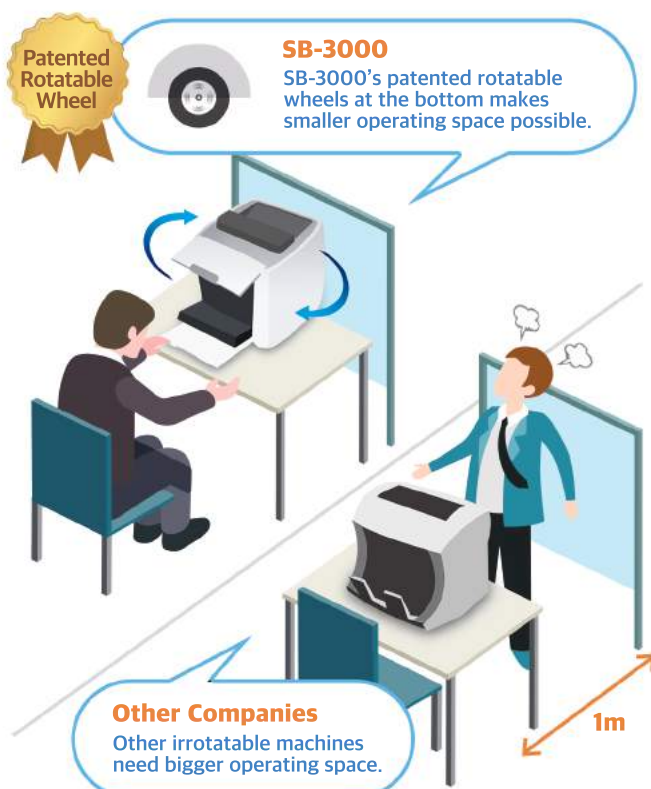 Patented
Rotatable
Wheel
SB-3000
SB-3000's patented rotatable
wheels at the bottom makes
smaller operating space possible.
1m
Other Companies
Other irrotatable machines
need bigger operating space.